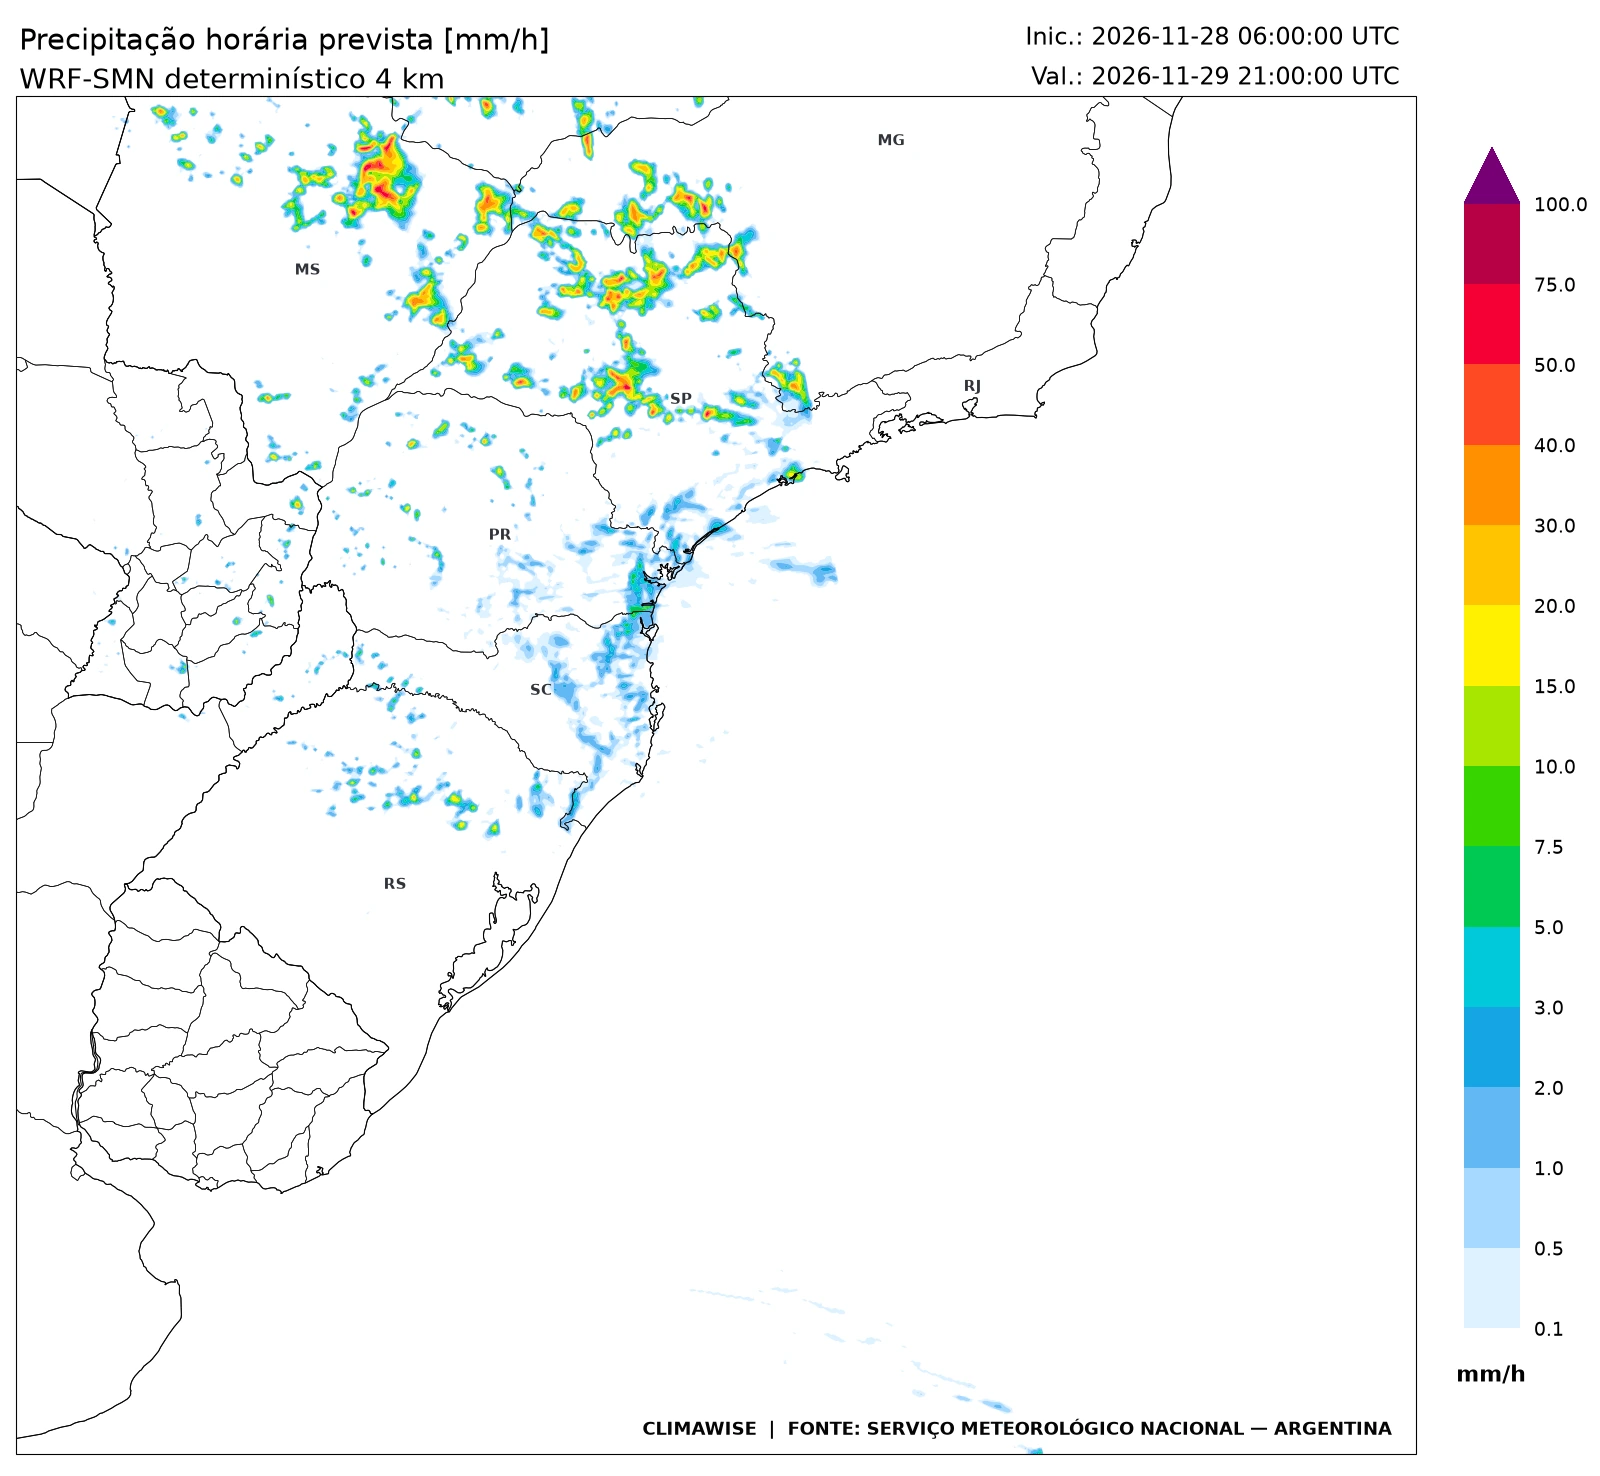 Precipitação horária prevista [mm/h]
WRF-SMN determinístico 4 km
Inic.: 2026-11-28 06:00:00 UTC
Val.: 2026-11-29 21:00:00 UTC
MG
MS
RJ
SP
PR
SC
RS
100.0
75.0
50.0
40.0
30.0
20.0
15.0
10.0
7.5
5.0
3.0
2.0
1.0
0.5
0.1
mm/h
CLIMAWISE | FONTE: SERVIÇO METEOROLÓGICO NACIONAL — ARGENTINA